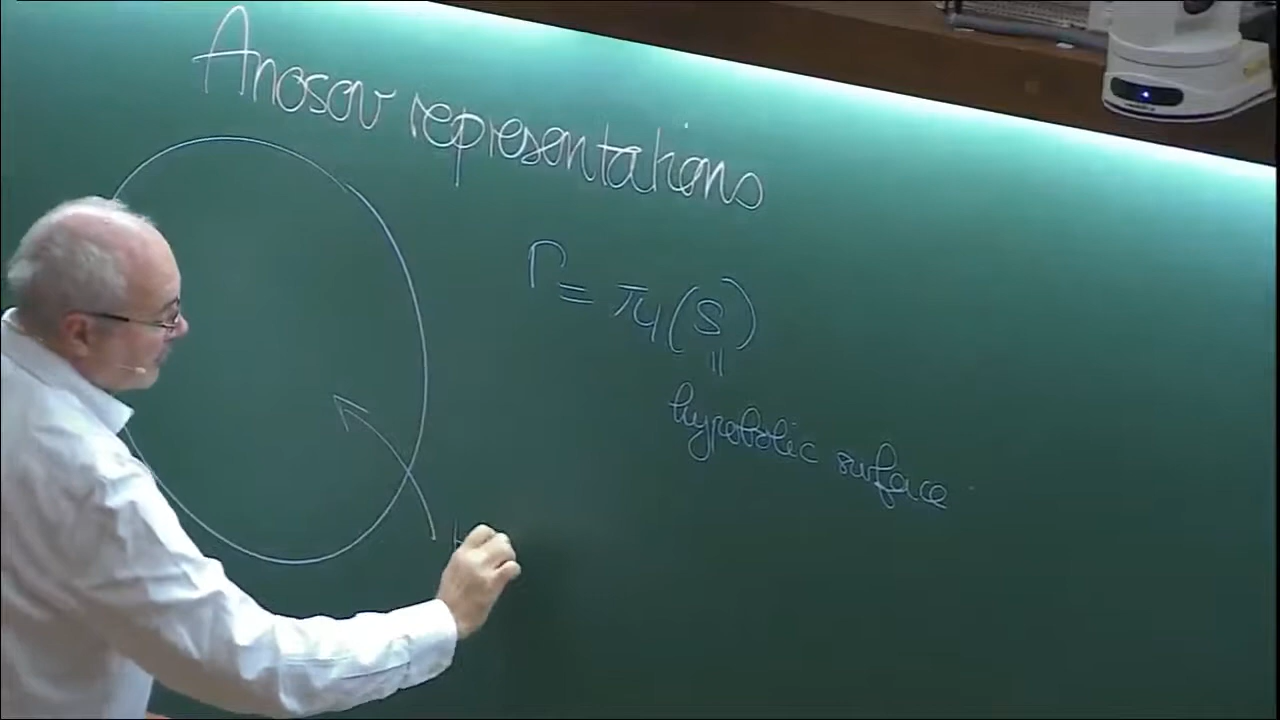 Anosov representations
Γ = π₁(S)
=
hyperbolic surface
H